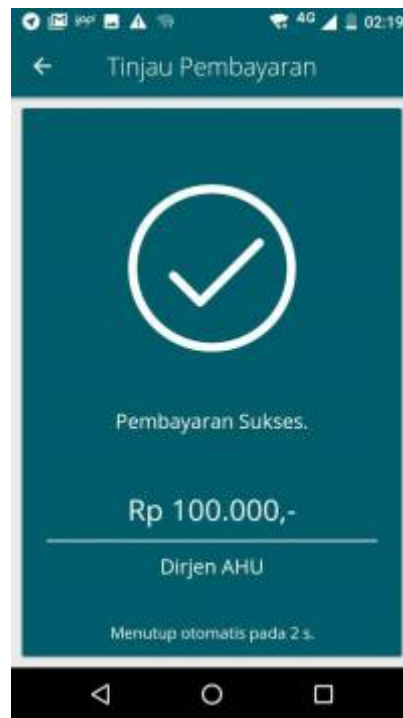 4G 02:19
Tinjau Pembayaran
Pembayaran Sukses.
Rp 100.000,-
Dirjen AHU
Menutup otomatis pada 2 s.